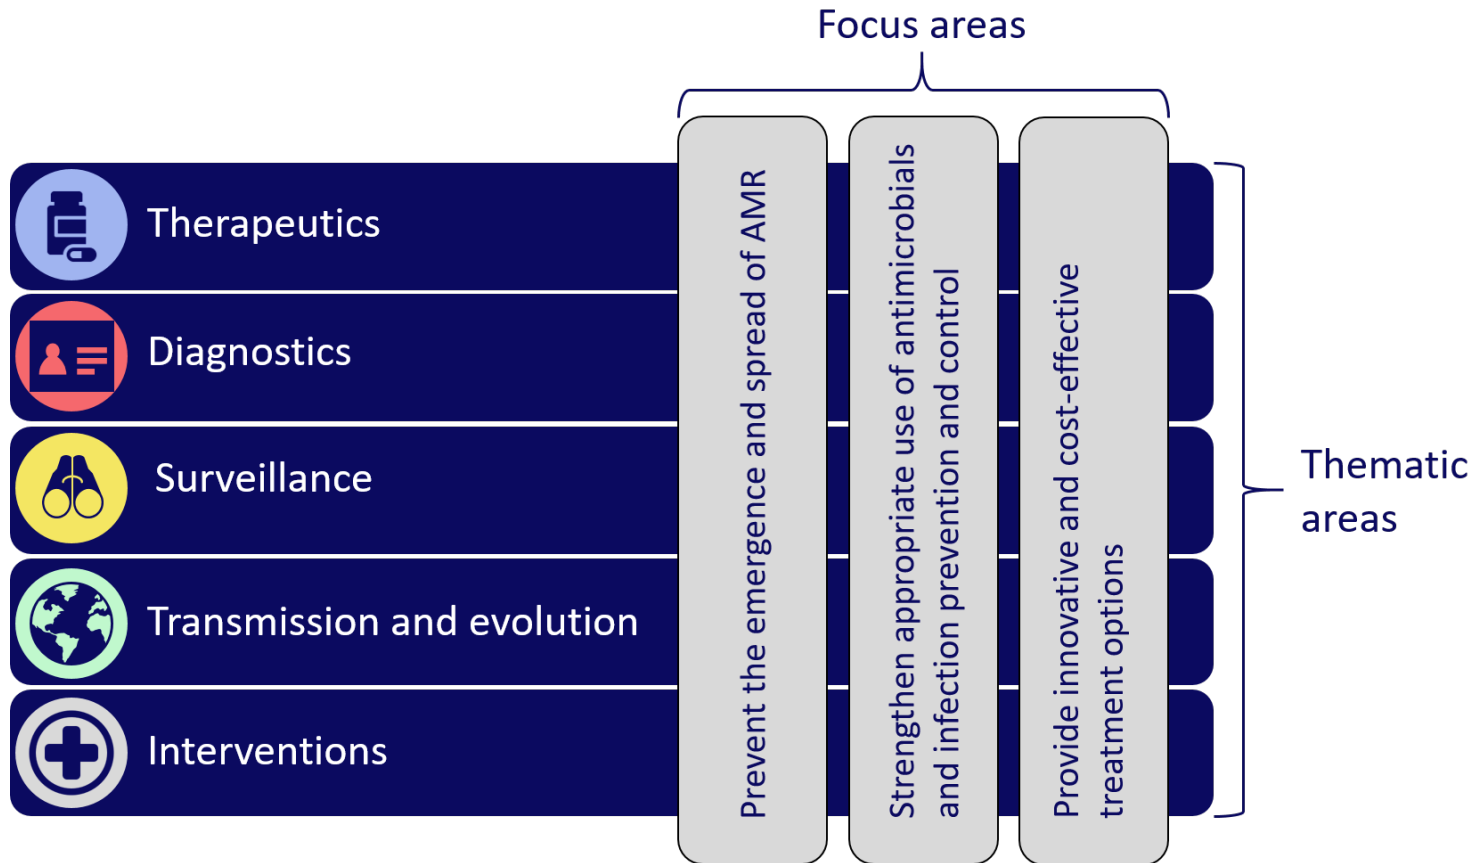 Focus areas
Therapeutics
Diagnostics
Surveillance
Transmission and evolution
Interventions
Prevent the emergence and spread of AMR
Strengthen appropriate use of antimicrobials
and infection prevention and control
Provide innovative and cost-effective
treatment options
Thematic
areas